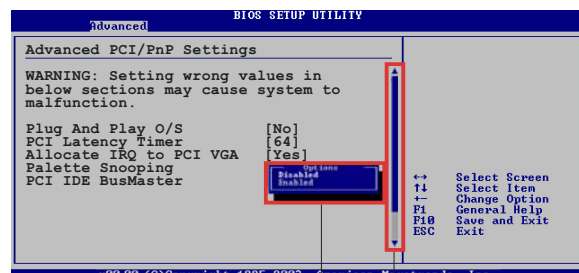 BIOS SETUP UTILITY
Advanced
Advanced PCI/PnP Settings
WARNING: Setting wrong values in
below sections may cause system to
malfunction.
Plug And Play O/S [No]
PCI Latency Timer [64]
Allocate IRQ to PCI VGA [Yes]
Palette Snooping
PCI IDE BusMaster
Options
Disabled
Enabled
↔ Select Screen
↑↓ Select Item
+- Change Option
F1 General Help
F10 Save and Exit
ESC Exit